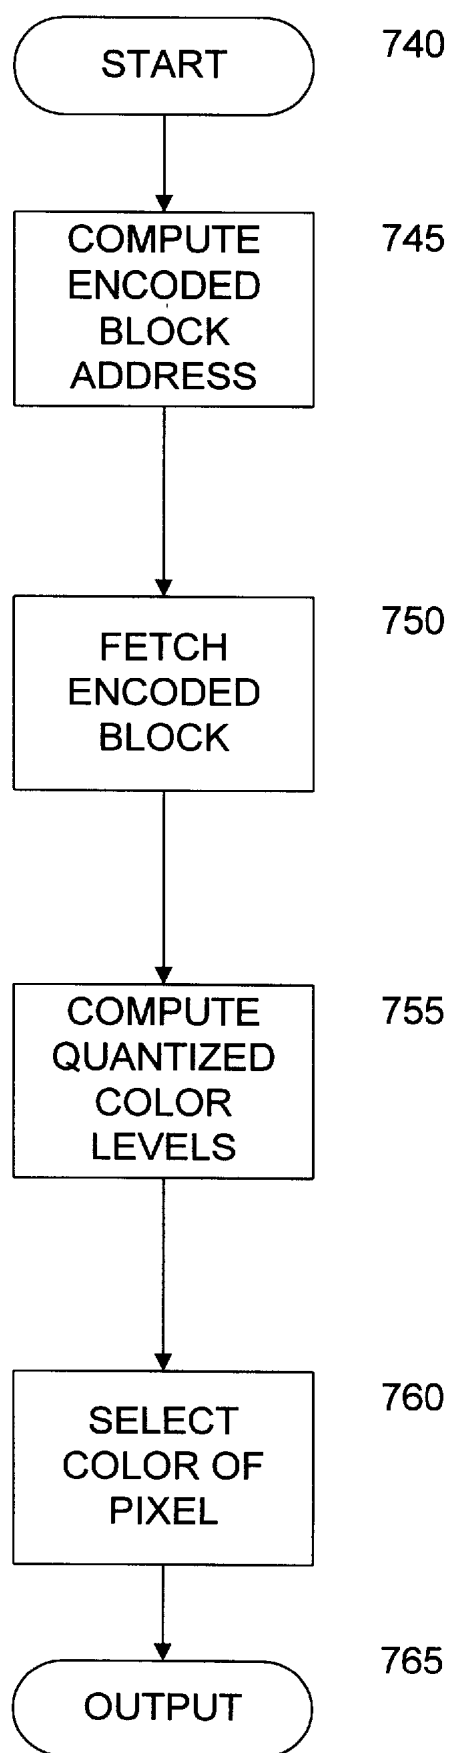 START
740
COMPUTE
745
ENCODED
BLOCK
ADDRESS
FETCH
750
ENCODED
BLOCK
COMPUTE
755
QUANTIZED
COLOR
LEVELS
SELECT
760
COLOR OF
PIXEL
OUTPUT
765